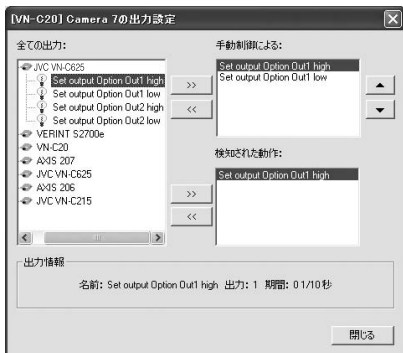 [VN-C20] Camera 7の出力設定
全ての出力:
JVC VN-C625
Set output Option Out1 high
Set output Option Out1 low
Set output Option Out2 high
Set output Option Out2 low
VERINT S2700e
VN-C20
AXIS 207
JVC VN-C625
AXIS 206
JVC VN-C215
>>
<<
>>
<<
手動制御による:
Set output Option Out1 high
Set output Option Out1 low
検知された動作:
Set output Option Out1 high
出力情報
名前: Set output Option Out1 high 出力: 1 期間: 0 1/10 秒
閉じる